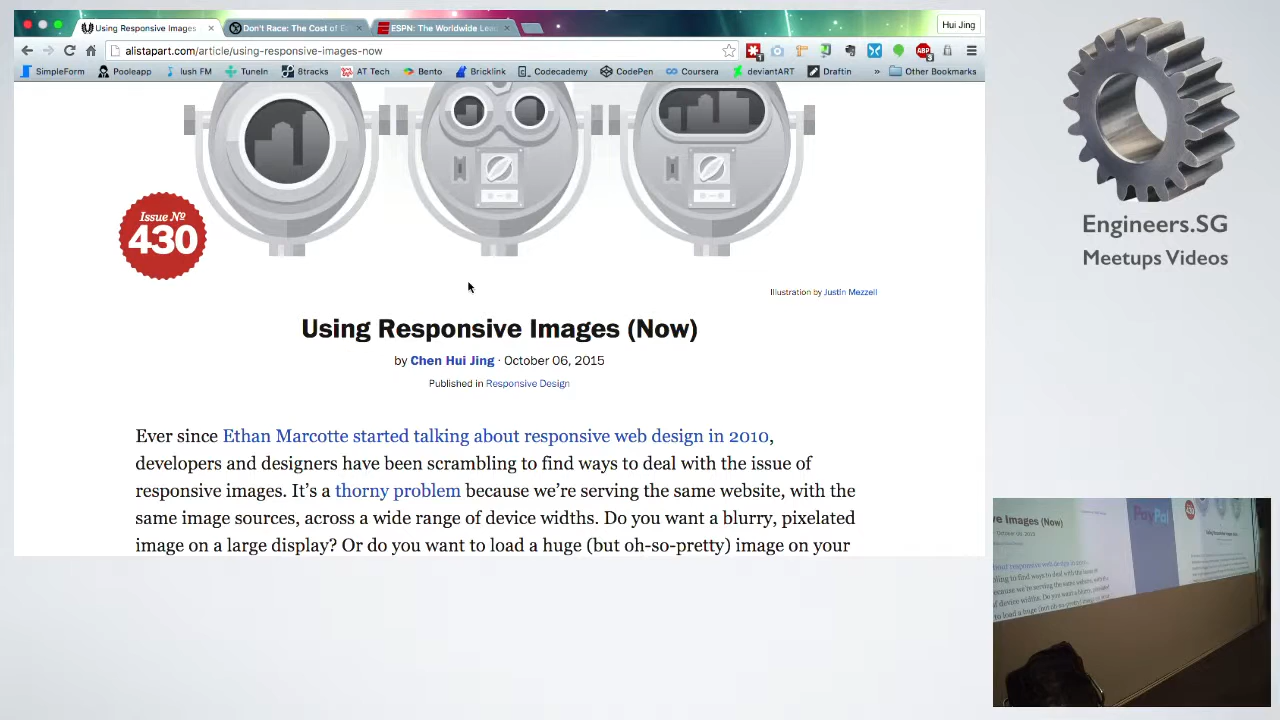 Using Responsive Images
Don't Race: The Cost of E
ESPN: The Worldwide Lea
Hui Jing
alistapart.com/article/using-responsive-images-now
SimpleForm
Pooleapp
lush FM
TuneIn
8tracks
AT Tech
Bento
Bricklink
Codecademy
CodePen
Coursera
deviantART
Draftin
»
Other Bookmarks
Issue Nº
430
Illustration by Justin Mezzell
Using Responsive Images (Now)
by Chen Hui Jing · October 06, 2015
Published in Responsive Design
Ever since Ethan Marcotte started talking about responsive web design in 2010,
developers and designers have been scrambling to find ways to deal with the issue of
responsive images. It's a thorny problem because we're serving the same website, with the
same image sources, across a wide range of device widths. Do you want a blurry, pixelated
image on a large display? Or do you want to load a huge (but oh-so-pretty) image on your
Engineers.SG
Meetups Videos
ve Images (Now)
PayPal